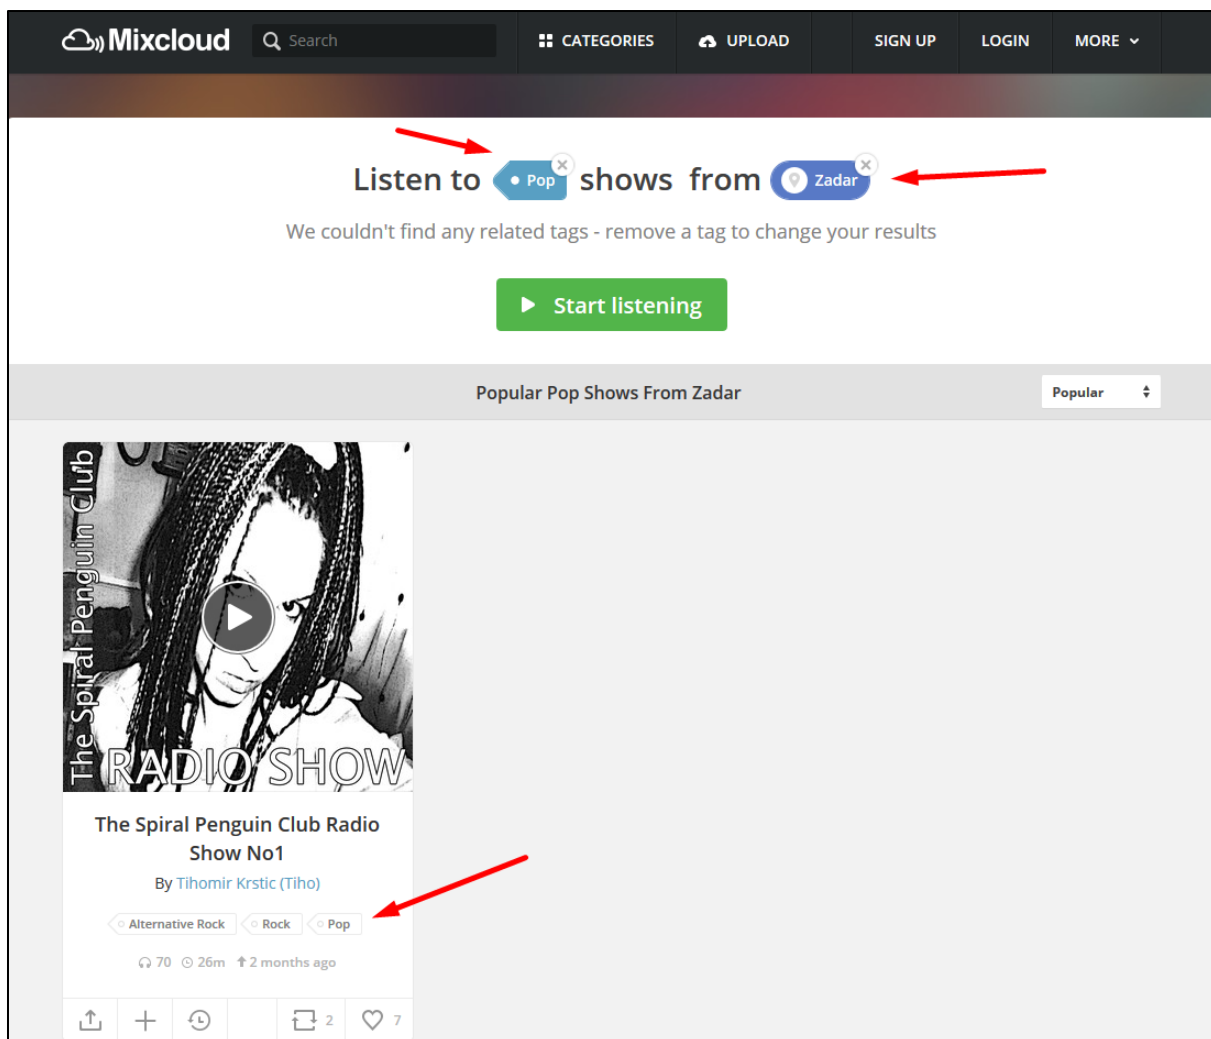 Mixcloud Search CATEGORIES UPLOAD SIGN UP LOGIN MORE
Listen to Pop shows from Zadar
We couldn't find any related tags - remove a tag to change your results
Start listening
Popular Pop Shows From Zadar Popular
The Spiral Penguin Club
RADIO SHOW
The Spiral Penguin Club Radio
Show No1
By Tihomir Krstic (Tiho)
Alternative Rock Rock Pop
70 26m 2 months ago
2 7